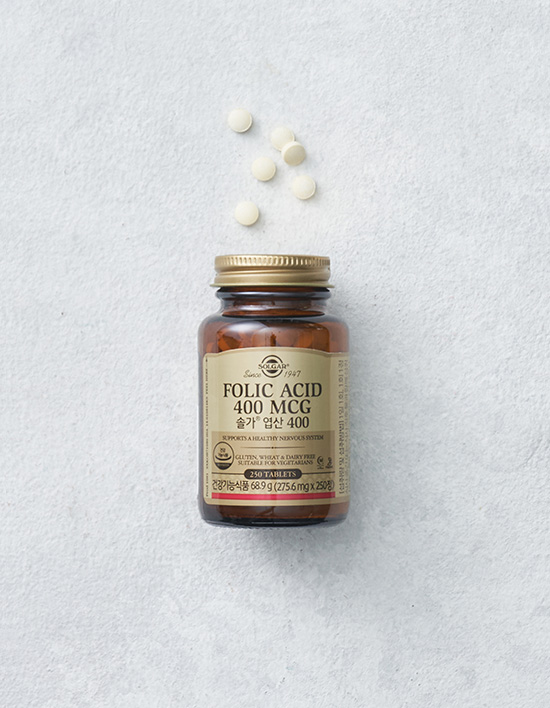 SOLGAR®
Since 1947
FOLIC ACID
400 MCG
솔가® 엽산 400
SUPPORTS A HEALTHY NERVOUS SYSTEM
GLUTEN, WHEAT & DAIRY FREE
SUITABLE FOR VEGETARIANS
250 TABLETS
건강기능식품 68.9 g (275.6 mg x 250정)